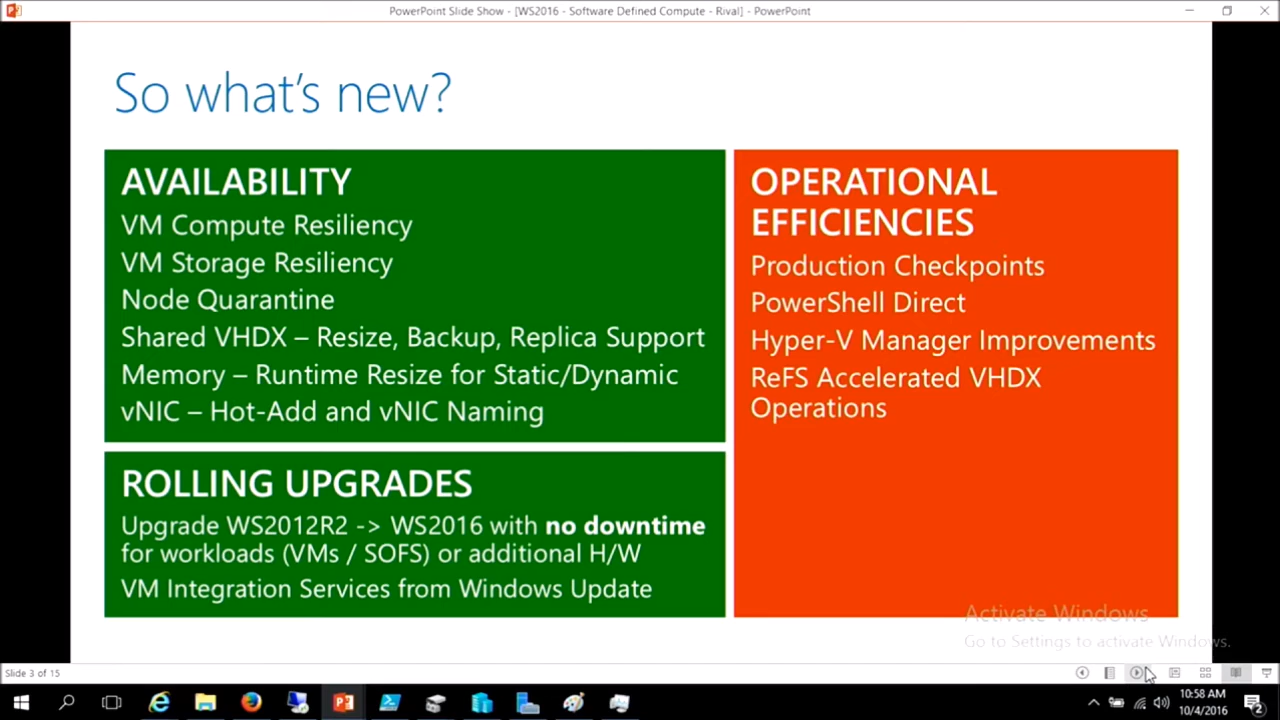 PowerPoint Slide Show - [WS2016 - Software Defined Compute - Rival] - PowerPoint
So what's new?
AVAILABILITY
VM Compute Resiliency
VM Storage Resiliency
Node Quarantine
Shared VHDX – Resize, Backup, Replica Support
Memory – Runtime Resize for Static/Dynamic
vNIC – Hot-Add and vNIC Naming
ROLLING UPGRADES
Upgrade WS2012R2 -> WS2016 with no downtime
for workloads (VMs / SOFS) or additional H/W
VM Integration Services from Windows Update
OPERATIONAL
EFFICIENCIES
Production Checkpoints
PowerShell Direct
Hyper-V Manager Improvements
ReFS Accelerated VHDX
Operations
Activate Windows
Go to Settings to activate Windows.
Slide 3 of 15
10:58 AM
10/4/2016
2